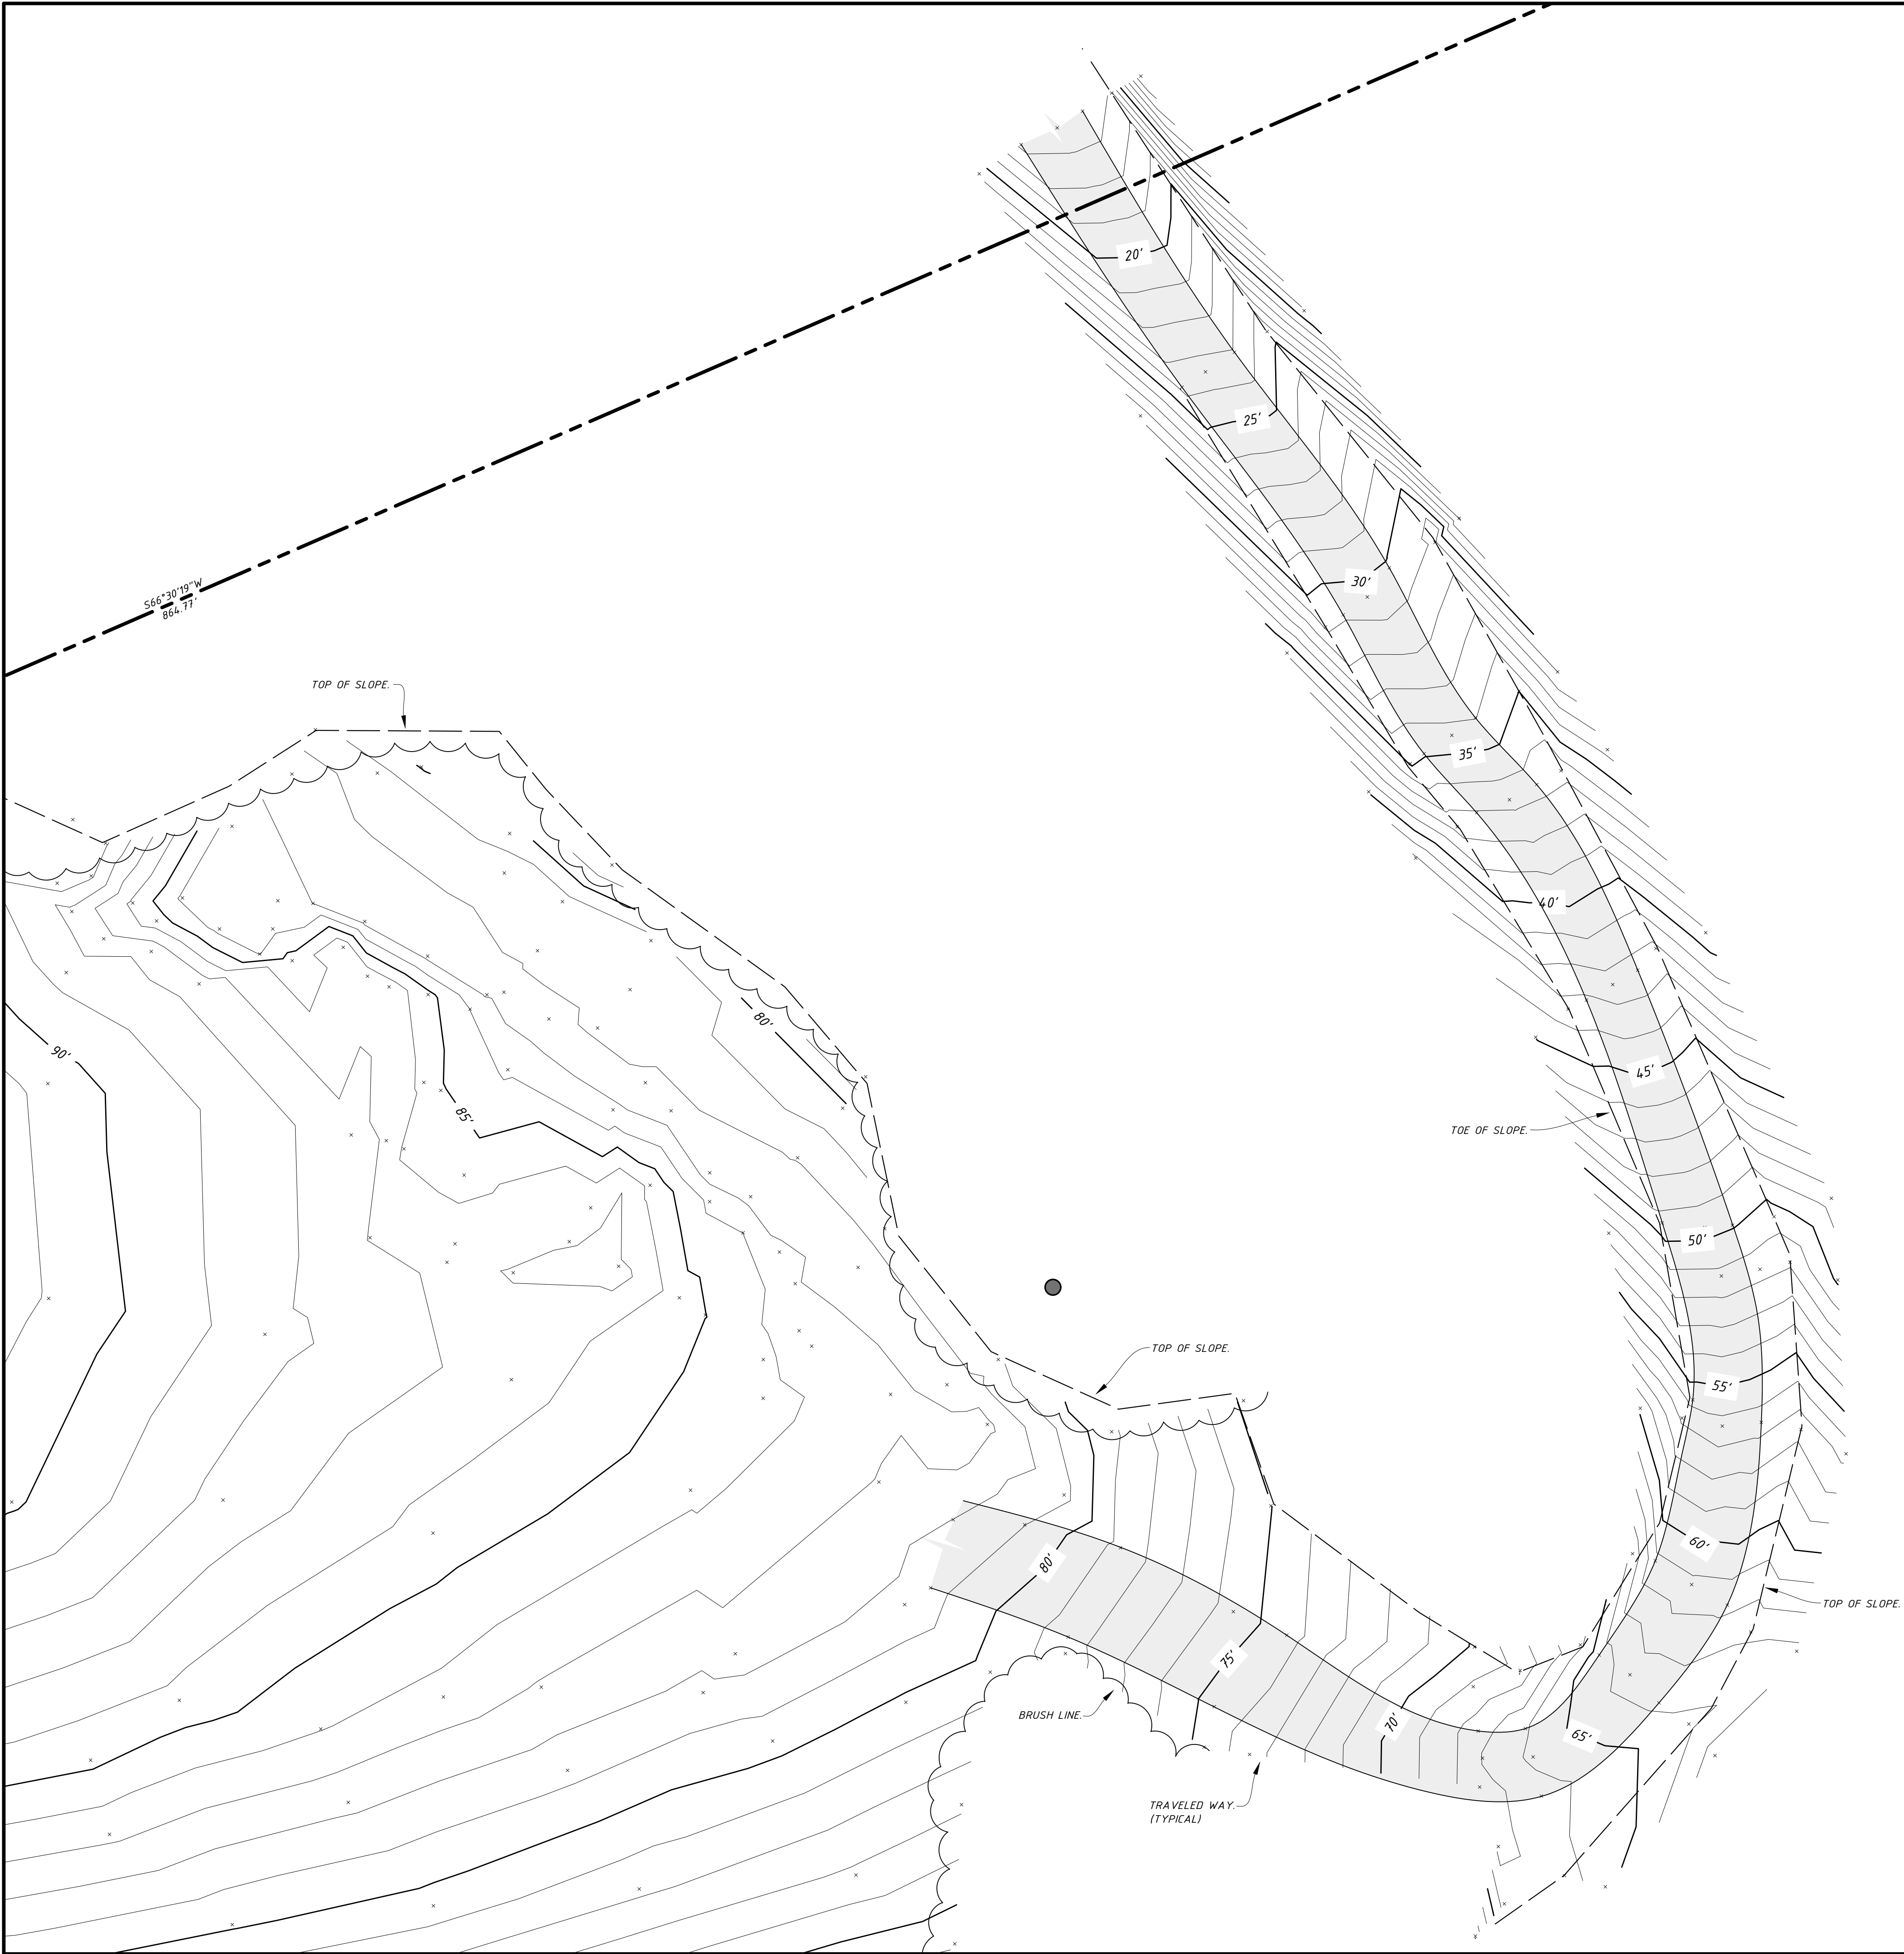 20'
25'
S66°30'19"W
864.77'
30'
TOP OF SLOPE.
35'
40'
80'
90'
45'
85'
TOE OF SLOPE.
50'
TOP OF SLOPE.
55'
60'
80'
TOP OF SLOPE.
75'
BRUSH LINE.
70'
65'
TRAVELED WAY.
(TYPICAL)